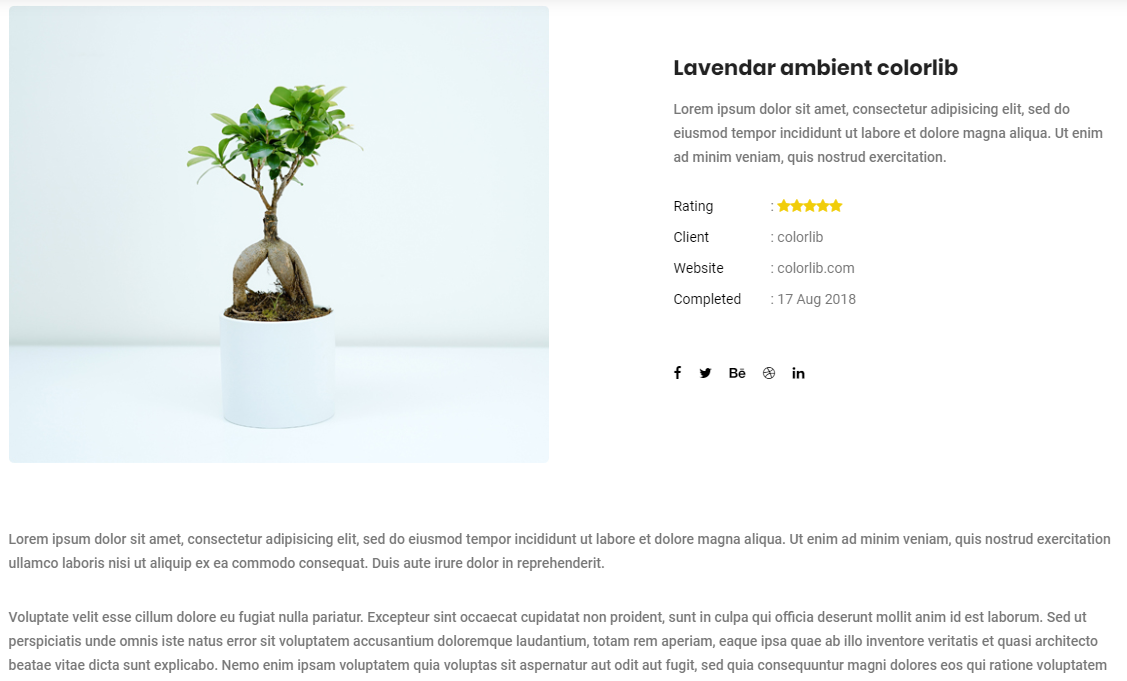 Lavendar ambient colorlib
Lorem ipsum dolor sit amet, consectetur adipisicing elit, sed do
eiusmod tempor incididunt ut labore et dolore magna aliqua. Ut enim
ad minim veniam, quis nostrud exercitation.
Rating : ★★★★★
Client : colorlib
Website : colorlib.com
Completed : 17 Aug 2018
f Bē in
Lorem ipsum dolor sit amet, consectetur adipisicing elit, sed do eiusmod tempor incididunt ut labore et dolore magna aliqua. Ut enim ad minim veniam, quis nostrud exercitation
ullamco laboris nisi ut aliquip ex ea commodo consequat. Duis aute irure dolor in reprehenderit.
Voluptate velit esse cillum dolore eu fugiat nulla pariatur. Excepteur sint occaecat cupidatat non proident, sunt in culpa qui officia deserunt mollit anim id est laborum. Sed ut
perspiciatis unde omnis iste natus error sit voluptatem accusantium doloremque laudantium, totam rem aperiam, eaque ipsa quae ab illo inventore veritatis et quasi architecto
beatae vitae dicta sunt explicabo. Nemo enim ipsam voluptatem quia voluptas sit aspernatur aut odit aut fugit, sed quia consequuntur magni dolores eos qui ratione voluptatem